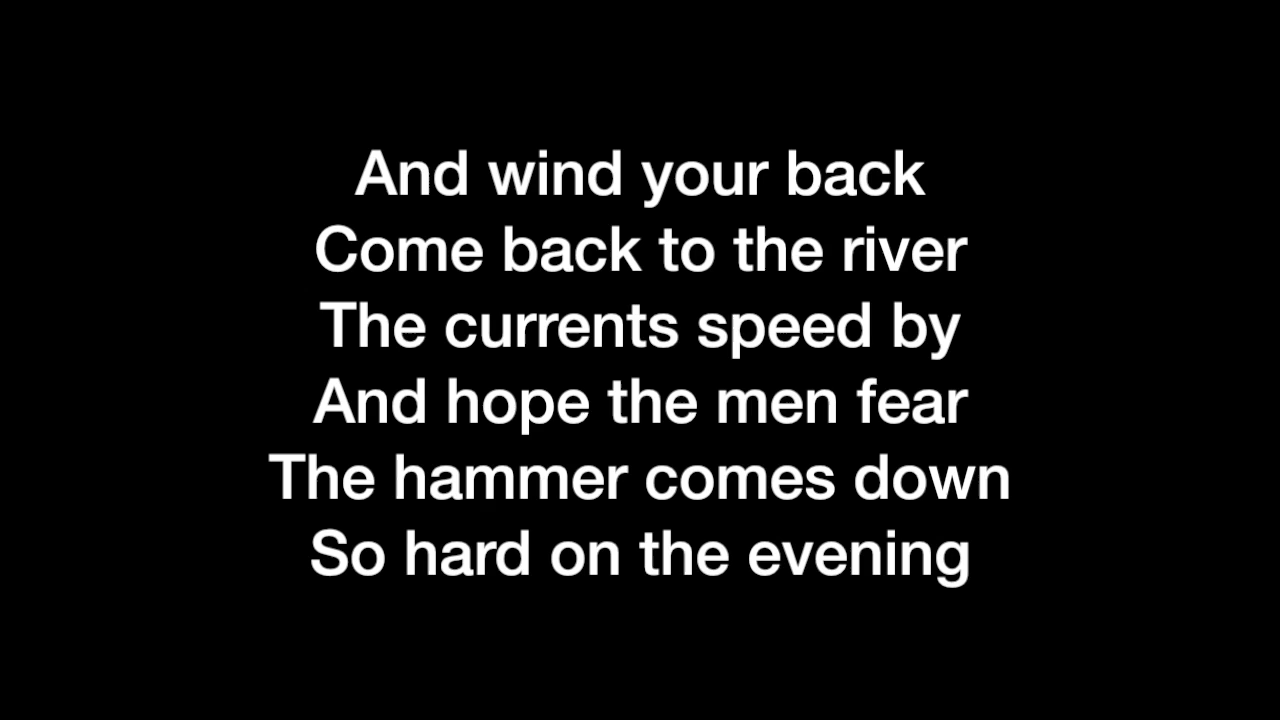 And wind your back
Come back to the river
The currents speed by
And hope the men fear
The hammer comes down
So hard on the evening